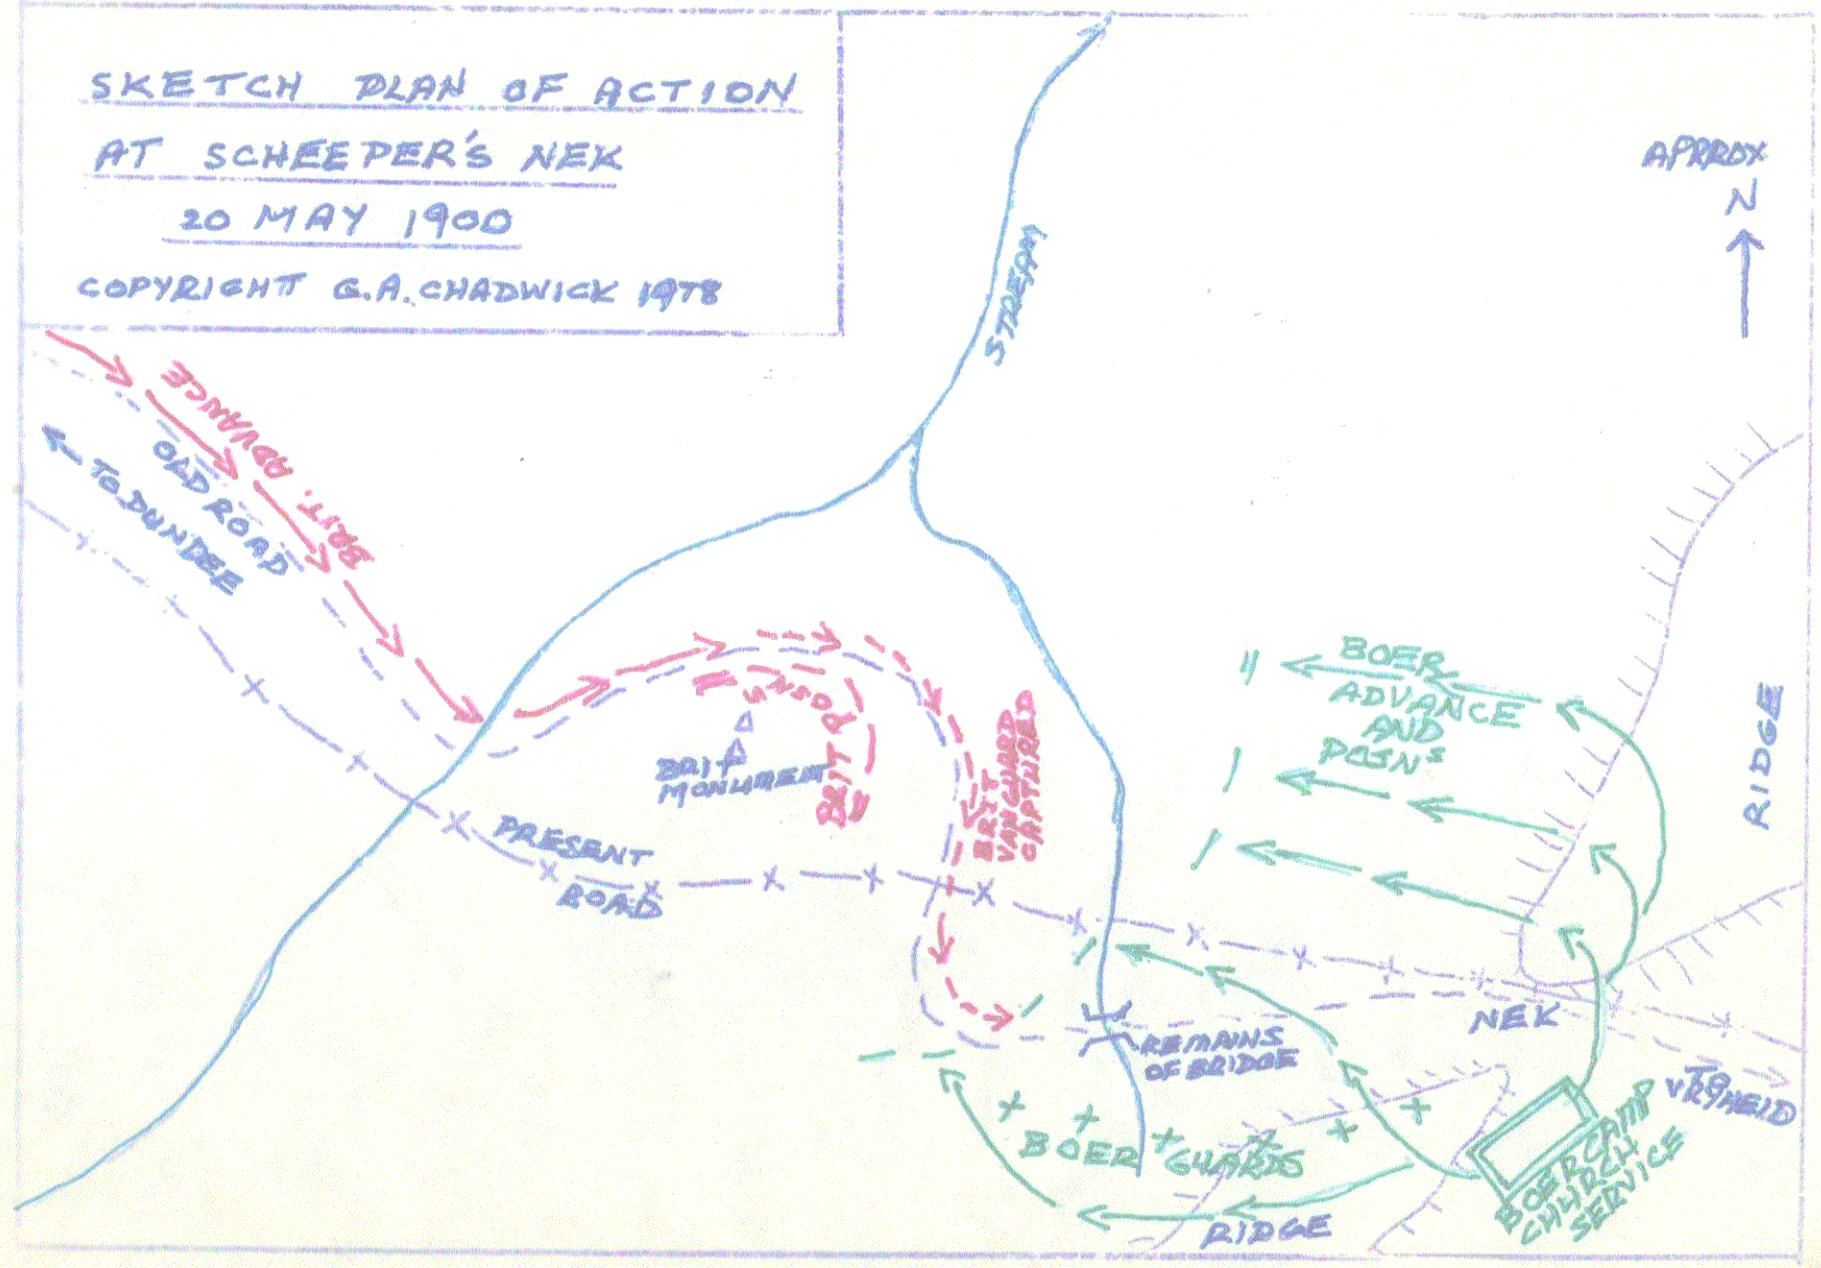 SKETCH PLAN OF ACTION
AT SCHEEPER'S NEK
20 MAY 1900
COPYRIGHT G.A. CHADWICK 1978
APRROX
N
STREAM
BRIT. ADVANCE
OLD ROAD
TO DUNDEE
BRIT POSNS
BRIT
MONUMENT
BRIT
VANGUARD
CAPTURED
PRESENT
ROAD
BOER
ADVANCE
AND
POSNS
RIDGE
NEK
REMAINS
OF BRIDGE
TO
VRYHEID
BOER GUARDS
BOER CAMP
CHURCH
SERVICE
RIDGE